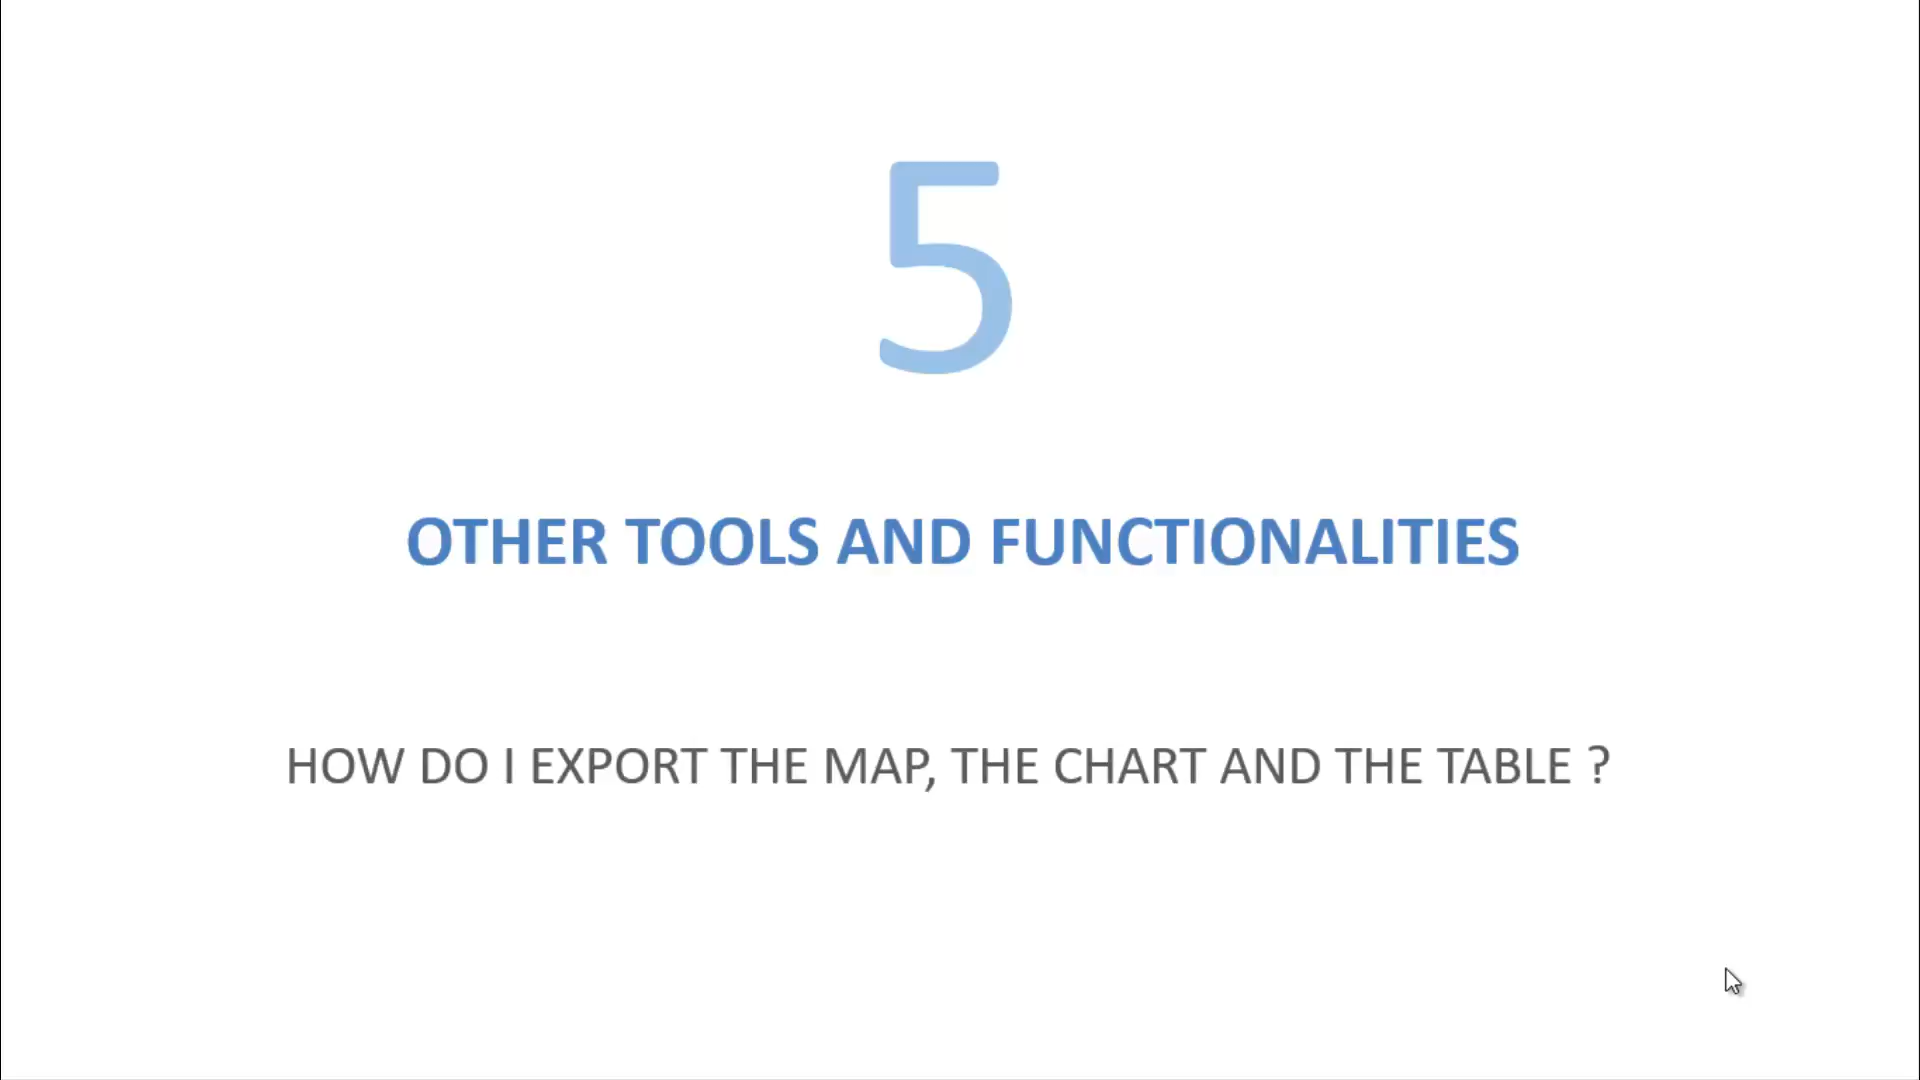 5
OTHER TOOLS AND FUNCTIONALITIES
HOW DO I EXPORT THE MAP, THE CHART AND THE TABLE ?